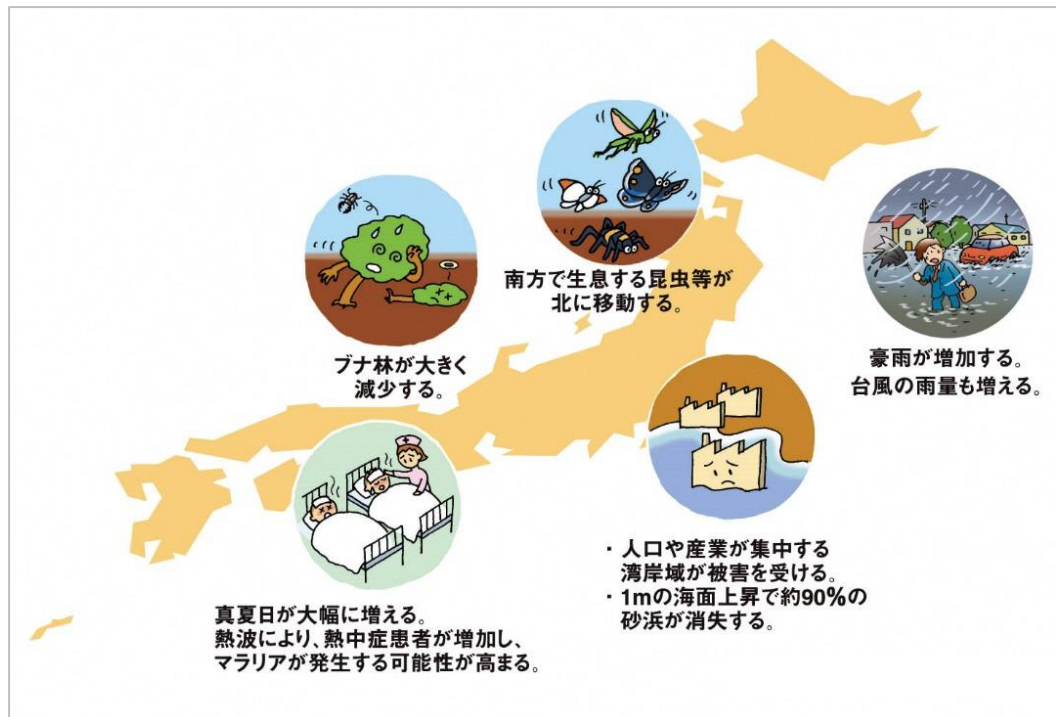 南方で生息する昆虫等が
北に移動する。
ブナ林が大きく
減少する。
豪雨が増加する。
台風の雨量も増える。
・ 人口や産業が集中する
湾岸域が被害を受ける。
・ 1mの海面上昇で約90%の
砂浜が消失する。
真夏日が大幅に増える。
熱波により、熱中症患者が増加し、
マラリアが発生する可能性が高まる。